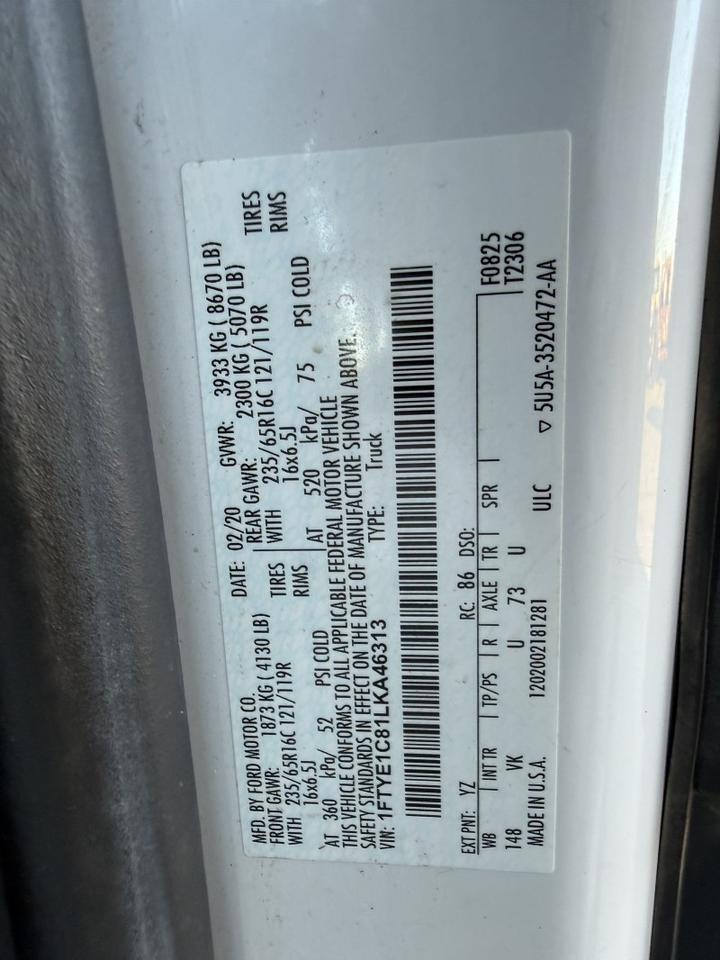 MFD. BY FORD MOTOR CO. DATE: 02/20 GVWR: 3933 KG ( 8670 LB)
FRONT GAWR: 1873 KG ( 4130 LB) REAR GAWR: 2300 KG ( 5070 LB)
WITH 235/65R16C 121/119R TIRES WITH 235/65R16C 121/119R TIRES
16x6.5J RIMS 16x6.5J RIMS
AT 360 kPa/ 52 PSI COLD AT 520 kPa/ 75 PSI COLD
THIS VEHICLE CONFORMS TO ALL APPLICABLE FEDERAL MOTOR VEHICLE
SAFETY STANDARDS IN EFFECT ON THE DATE OF MANUFACTURE SHOWN ABOVE.
VIN: 1FTYE1C81LKA46313 TYPE: Truck
EXT PNT: YZ RC: 86 DSO: F0825
WB INT TR TP/PS R AXLE TR SPR T2306
148 VK U 73 U
MADE IN U.S.A. 1202002181281 ULC ▽ 5U5A-3520472-AA